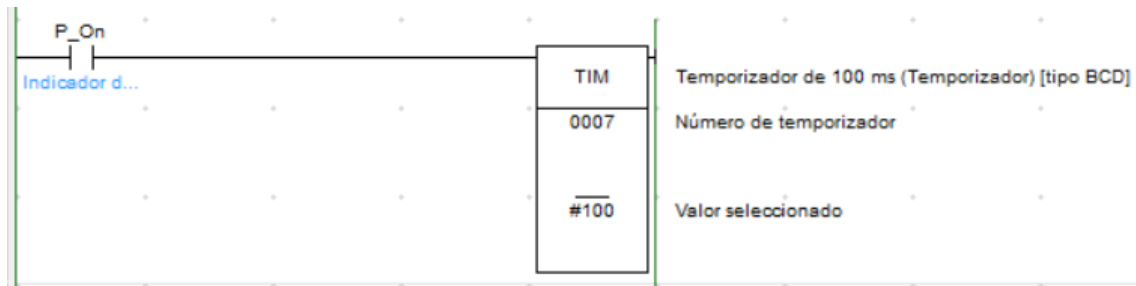 P_On
Indicador d...
TIM
Temporizador de 100 ms (Temporizador) [tipo BCD]
0007
Número de temporizador
#100
Valor seleccionado